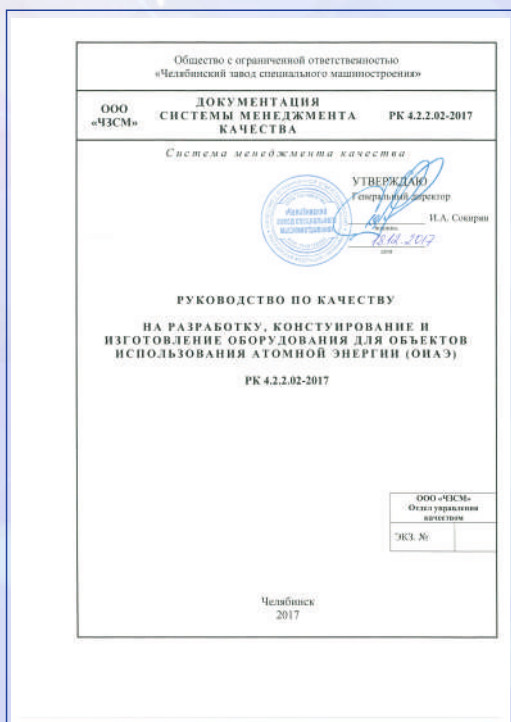 Общество с ограниченной ответственностью
«Челябинский завод специального машиностроения»
ООО
«ЧЗСМ»
ДОКУМЕНТАЦИЯ
СИСТЕМЫ МЕНЕДЖМЕНТА
КАЧЕСТВА
РК 4.2.2.02-2017
Система менеджмента качества
УТВЕРЖДАЮ
Генеральный директор
И.А. Сокирян
18.12.2017
РУКОВОДСТВО ПО КАЧЕСТВУ
НА РАЗРАБОТКУ, КОНСТУИРОВАНИЕ И
ИЗГОТОВЛЕНИЕ ОБОРУДОВАНИЯ ДЛЯ ОБЪЕКТОВ
ИСПОЛЬЗОВАНИЯ АТОМНОЙ ЭНЕРГИИ (ОИАЭ)
РК 4.2.2.02-2017
ООО «ЧЗСМ»
Отдел управления
качеством
ЭКЗ. №
Челябинск
2017